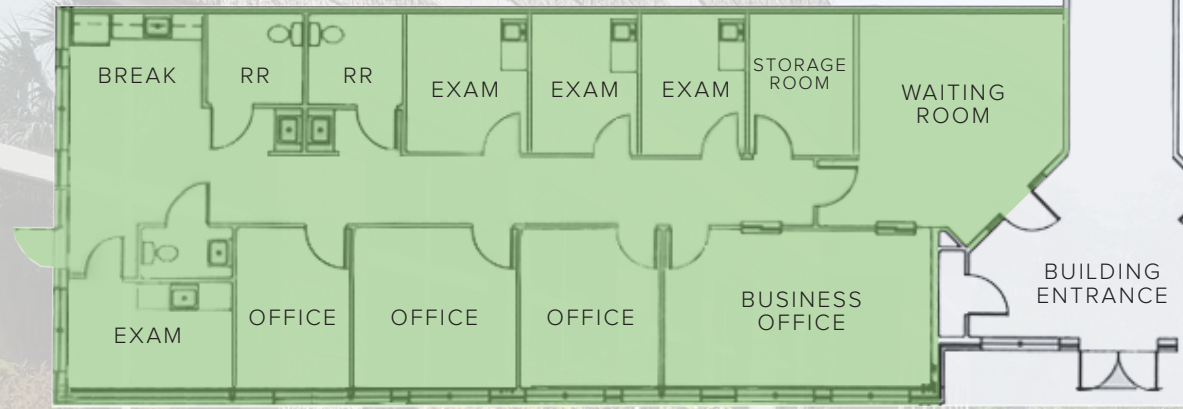 BREAK
RR
RR
EXAM
EXAM
EXAM
STORAGE
ROOM
WAITING
ROOM
EXAM
OFFICE
OFFICE
OFFICE
BUSINESS
OFFICE
BUILDING
ENTRANCE